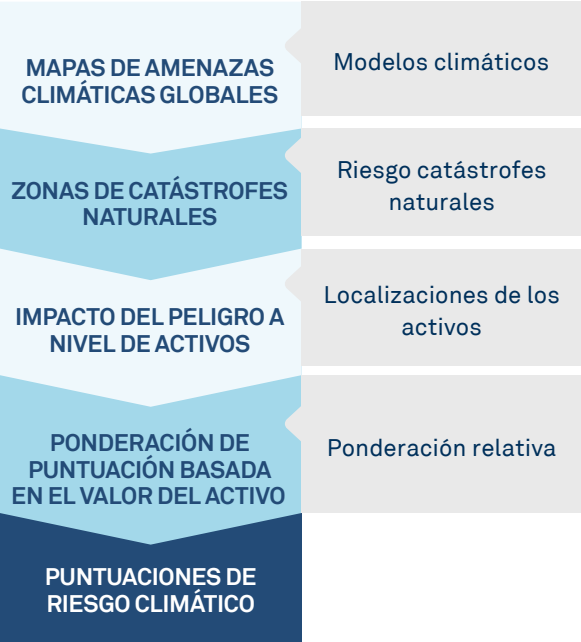 MAPAS DE AMENAZAS
CLIMÁTICAS GLOBALES
Modelos climáticos
ZONAS DE CATÁSTROFES
NATURALES
Riesgo catástrofes
naturales
IMPACTO DEL PELIGRO A
NIVEL DE ACTIVOS
Localizaciones de los
activos
PONDERACIÓN DE
PUNTUACIÓN BASADA
EN EL VALOR DEL ACTIVO
Ponderación relativa
PUNTUACIONES DE
RIESGO CLIMÁTICO